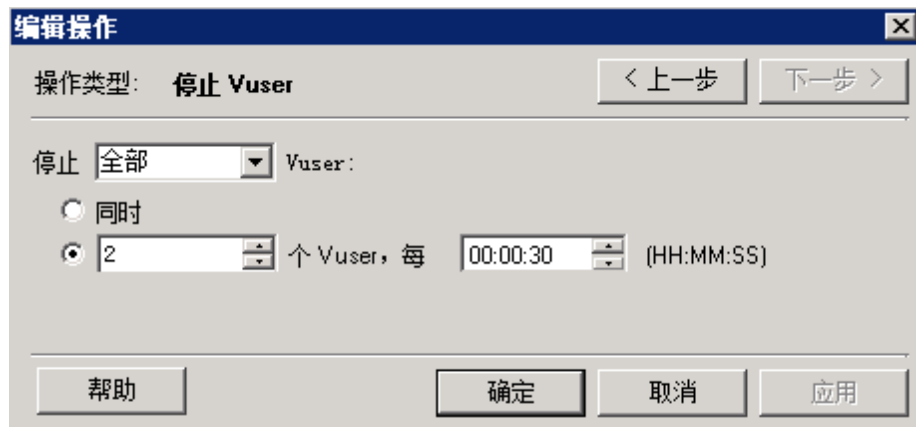 编辑操作
操作类型: 停止 Vuser < 上一步 下一步 >
停止 全部 Vuser:
同时
2 个 Vuser，每 00:00:30 (HH:MM:SS)
帮助 确定 取消 应用